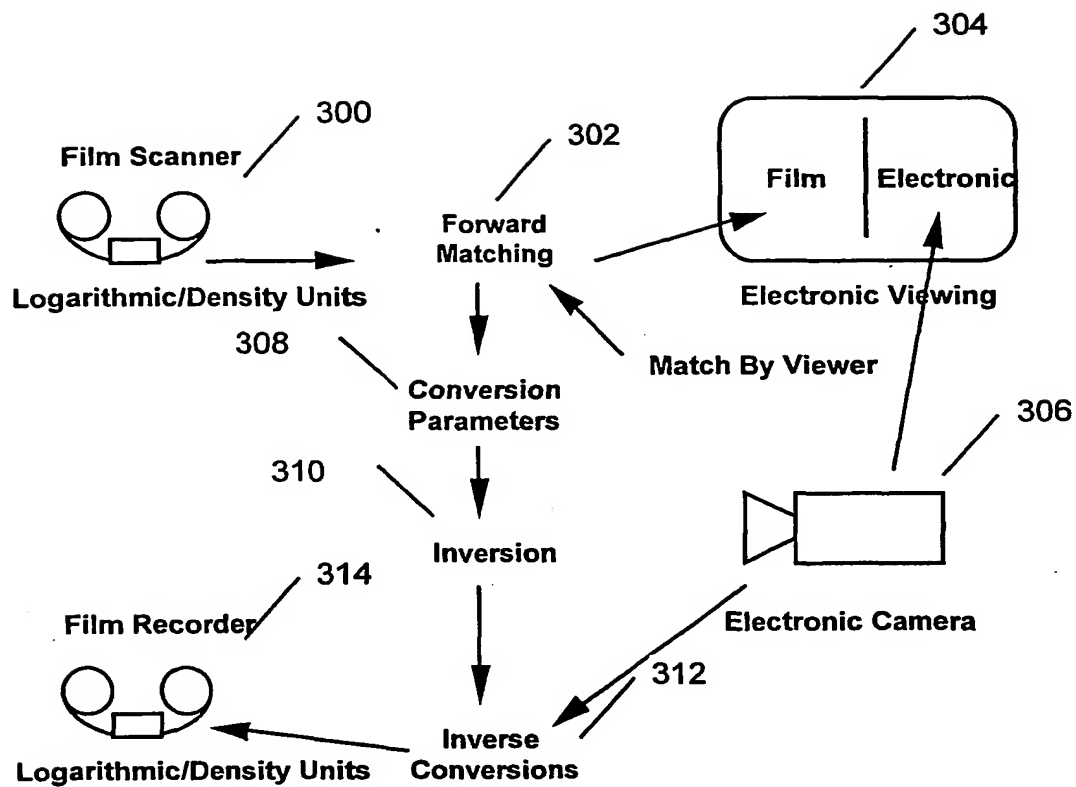 304
300
Film Scanner
302
Film
Electronic
Forward
Matching
Logarithmic/Density Units
Electronic Viewing
308
Match By Viewer
Conversion
Parameters
306
310
Inversion
314
Film Recorder
Electronic Camera
312
Inverse
Conversions
Logarithmic/Density Units